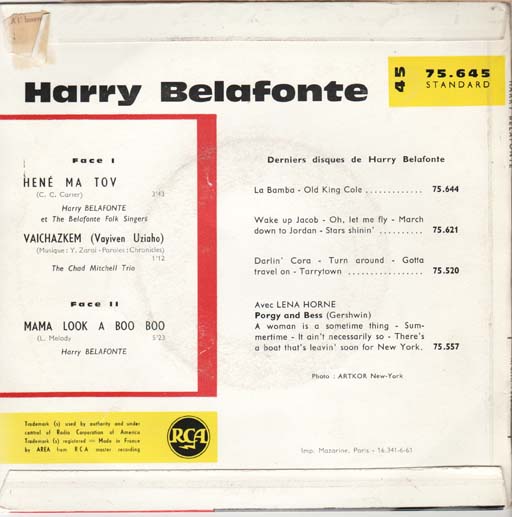 Harry Belafonte
45
75.645
STANDARD
HARRY BELAFONTE
Face I
HENÉ MA TOV
(C. C. Carter) 3'43
Harry BELAFONTE
et The Belafonte Folk Singers
VAICHAZKEM (Vayiven Uziaho)
(Musique : Y. Zarai - Paroles : Chronicles)
1'12
The Chad Mitchell Trio
Face II
MAMA LOOK A BOO BOO
(L. Melody 5'23
Harry BELAFONTE
Derniers disques de Harry Belafonte
La Bamba - Old King Cole .............. 75.644
Wake up Jacob - Oh, let me fly - March
down to Jordan - Stars shinin' ........... 75.621
Darlin' Cora - Turn around - Gotta
travel on - Tarrytown .................... 75.520
Avec LENA HORNE
Porgy and Bess (Gershwin)
A woman is a sometime thing - Sum-
mertime - It ain't necessarily so - There's
a boat that's leavin' soon for New York. 75.557
Photo : ARTKOR New-York
Trademark (s) used by authority and under
control of Radio Corporation of America
Trademark (s) registered — Made in France
by AREA from R C A master recording
RCA
Imp. Mazarine, Paris - 16.341-6-61